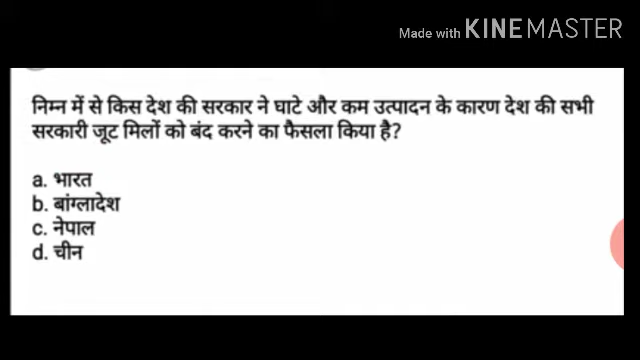 Made with KINEMASTER
निम्न में से किस देश की सरकार ने घाटे और कम उत्पादन के कारण देश की सभी
सरकारी जूट मिलों को बंद करने का फैसला किया है?
a. भारत
b. बांग्लादेश
c. नेपाल
d. चीन